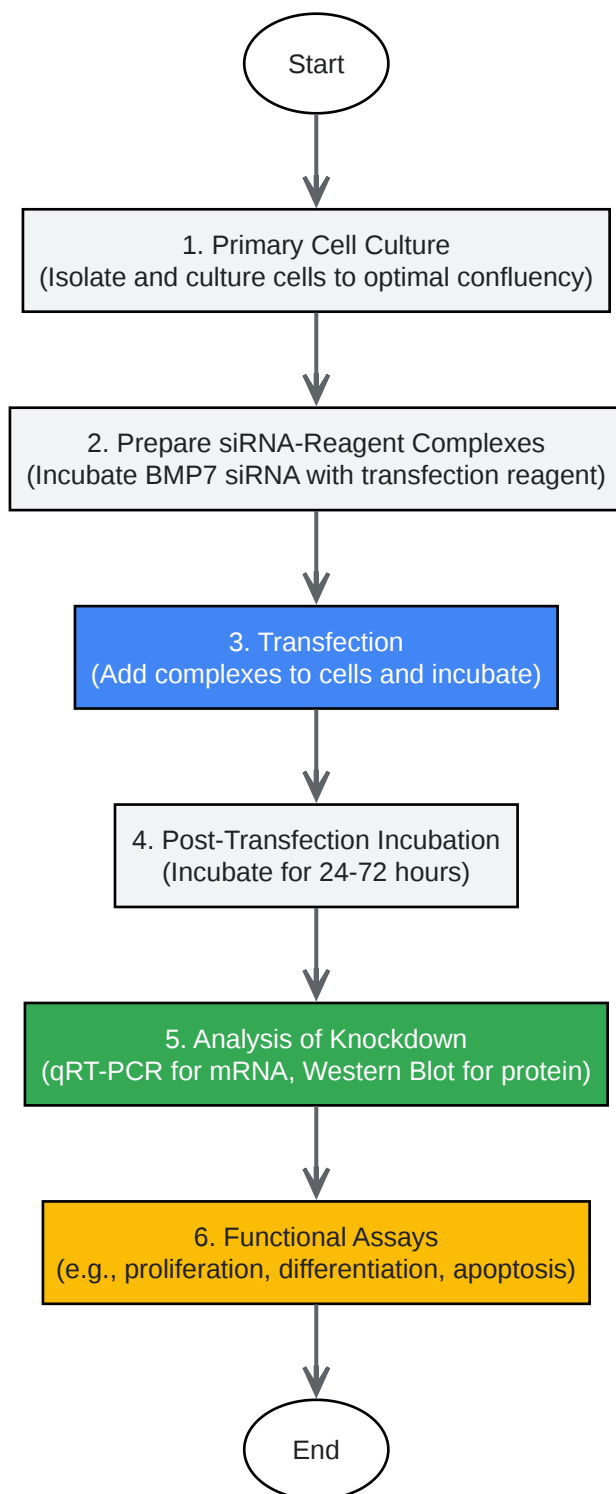 Start
1. Primary Cell Culture
(Isolate and culture cells to optimal confluency)
2. Prepare siRNA-Reagent Complexes
(Incubate BMP7 siRNA with transfection reagent)
3. Transfection
(Add complexes to cells and incubate)
4. Post-Transfection Incubation
(Incubate for 24-72 hours)
5. Analysis of Knockdown
(qRT-PCR for mRNA, Western Blot for protein)
6. Functional Assays
(e.g., proliferation, differentiation, apoptosis)
End